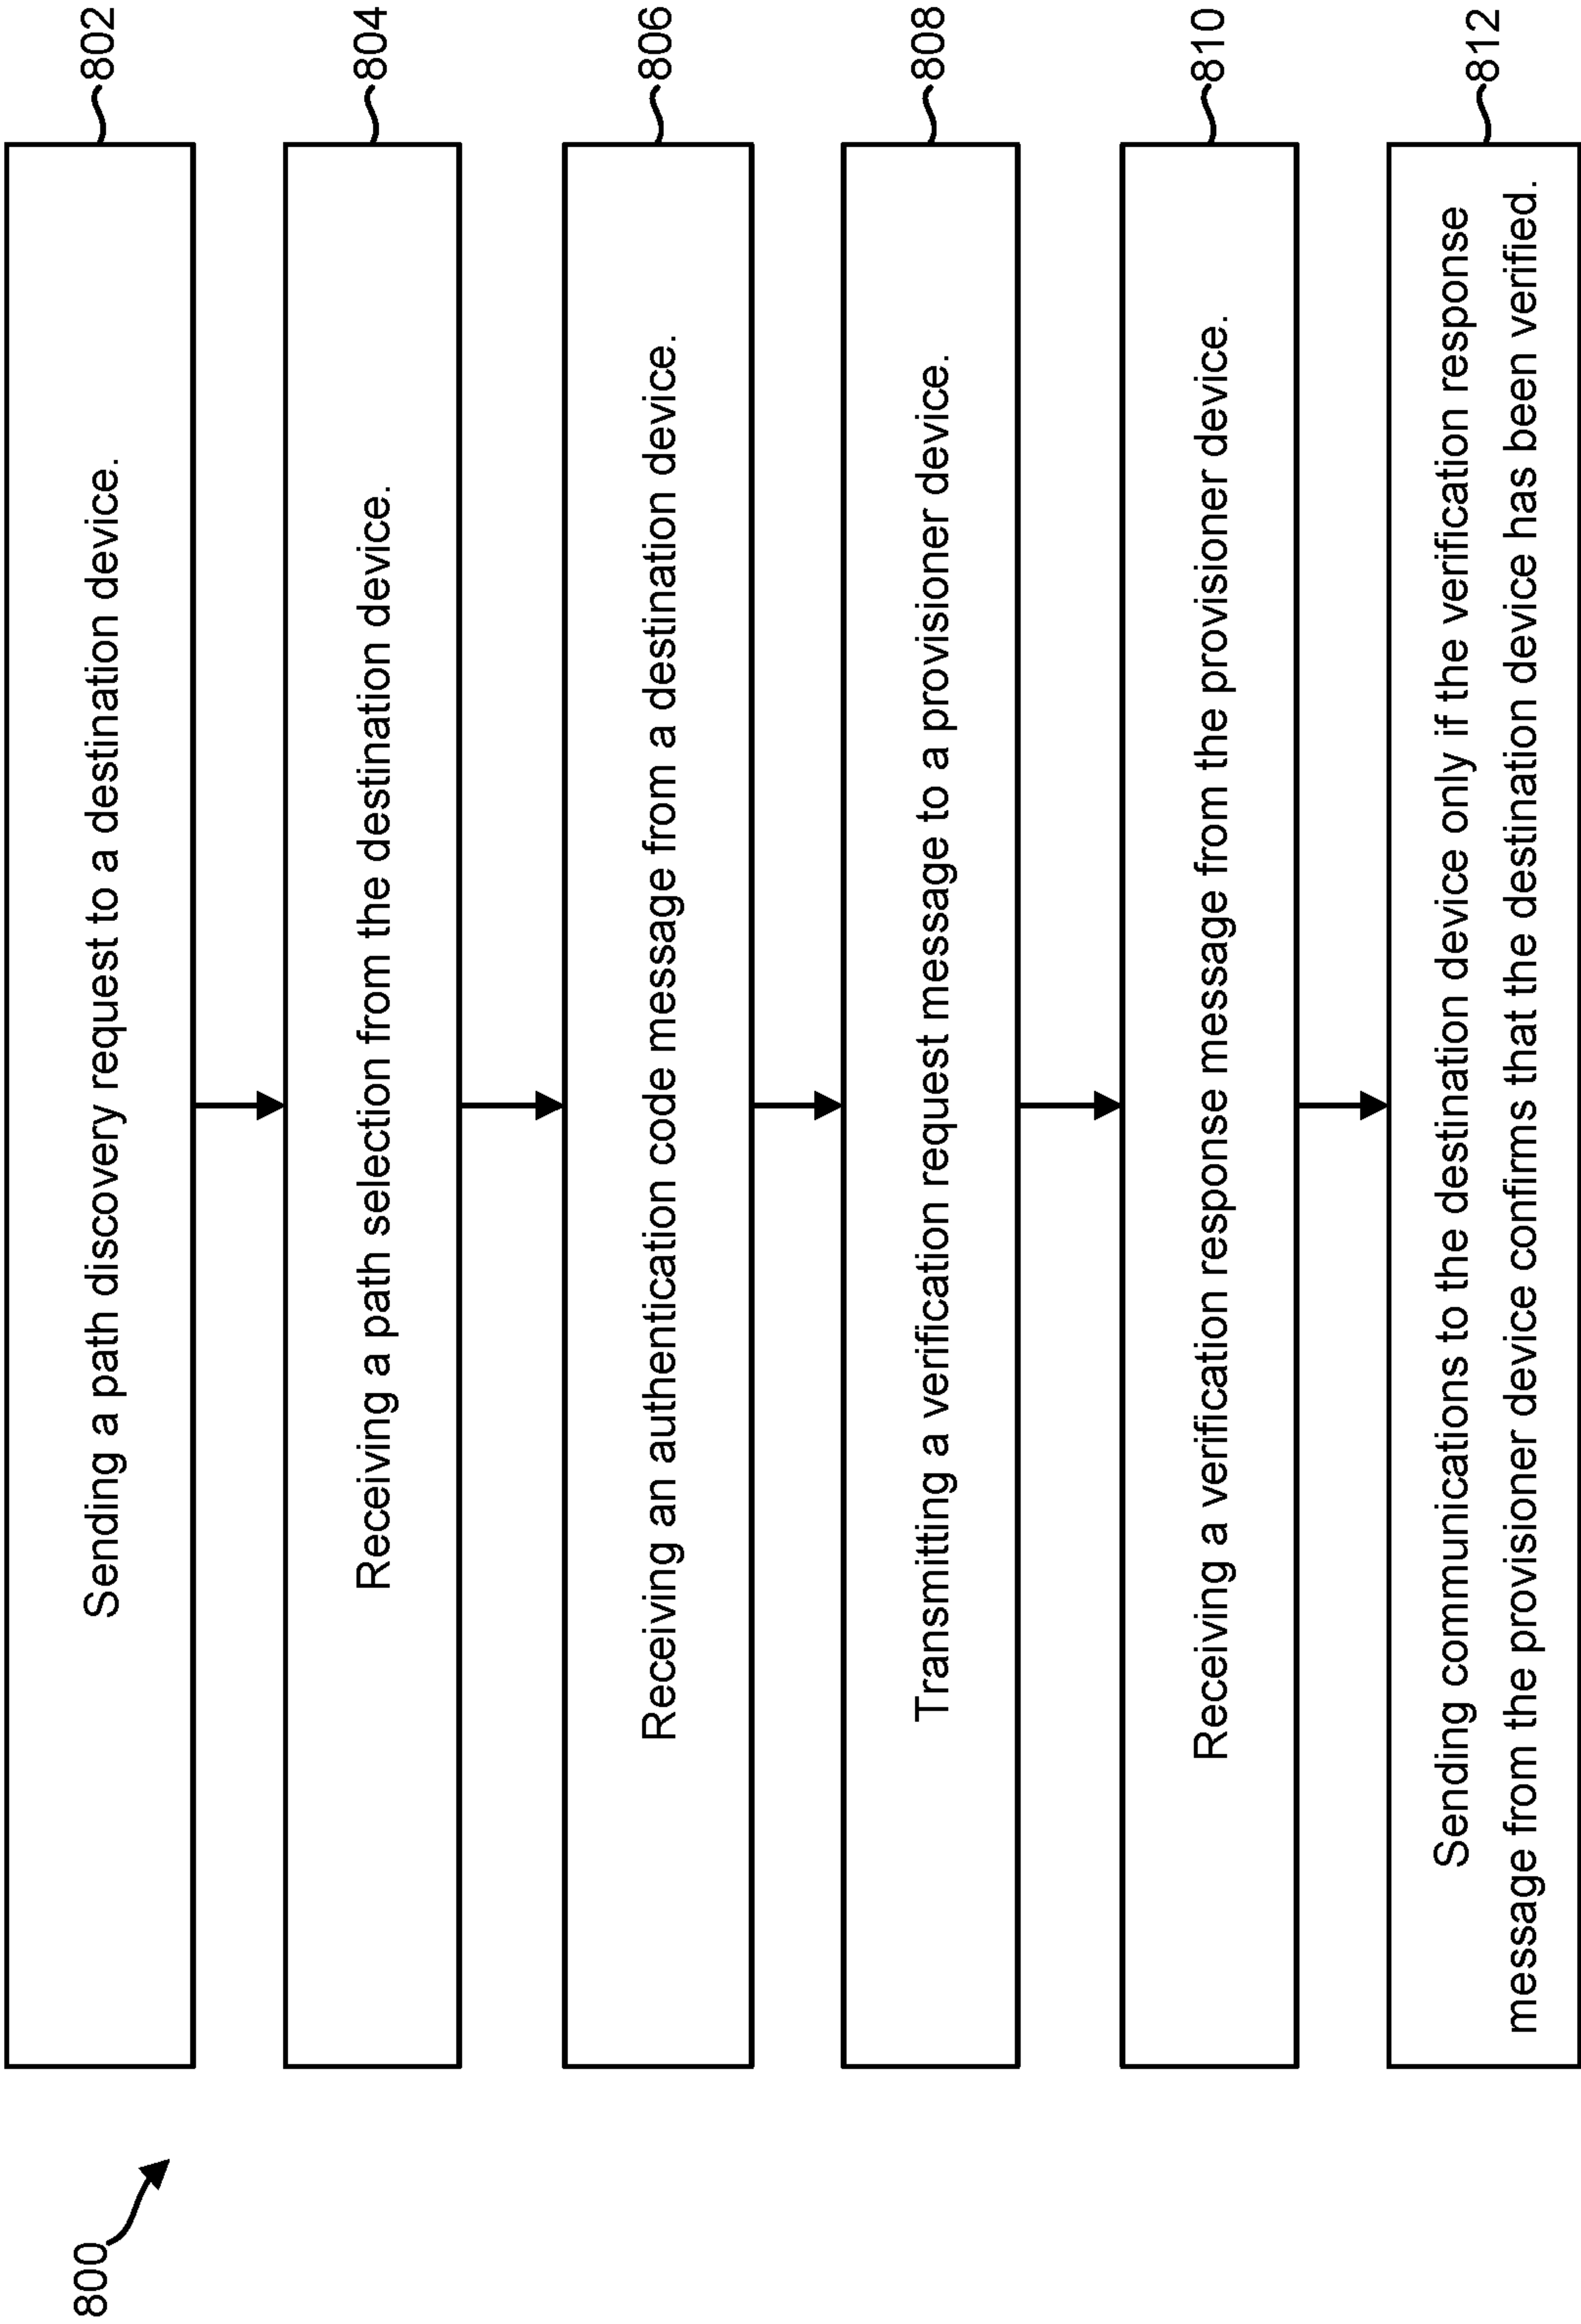 800
Sending a path discovery request to a destination device.
802
Receiving a path selection from the destination device.
804
Receiving an authentication code message from a destination device.
806
Transmitting a verification request message to a provisioner device.
808
Receiving a verification response message from the provisioner device.
810
Sending communications to the destination device only if the verification response
message from the provisioner device confirms that the destination device has been verified.
812